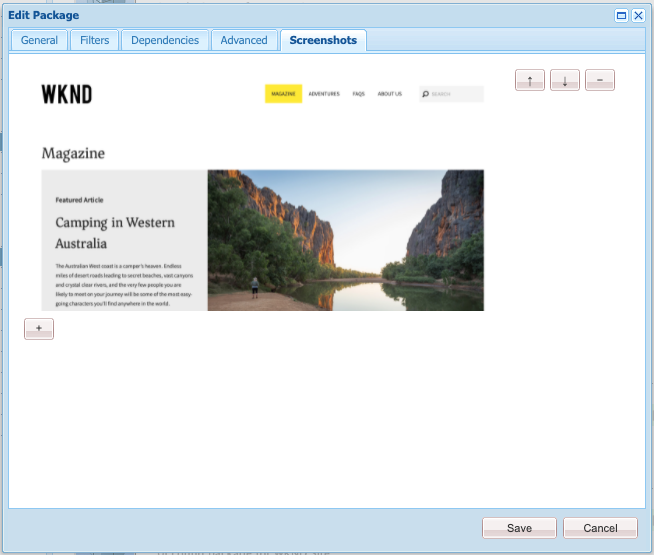 Edit Package
General Filters Dependencies Advanced Screenshots
↑ ↓ −
WKND MAGAZINE ADVENTURES FAQS ABOUT US SEARCH
Magazine
Featured Article
Camping in Western
Australia
The Australian West coast is a camper's heaven. Endless
miles of desert roads leading to secret beaches, vast canyons
and crystal clear rivers, and the very few people you are
likely to meet on your journey will be some of the most easy
going characters you'll find anywhere in the world.
+
Save Cancel